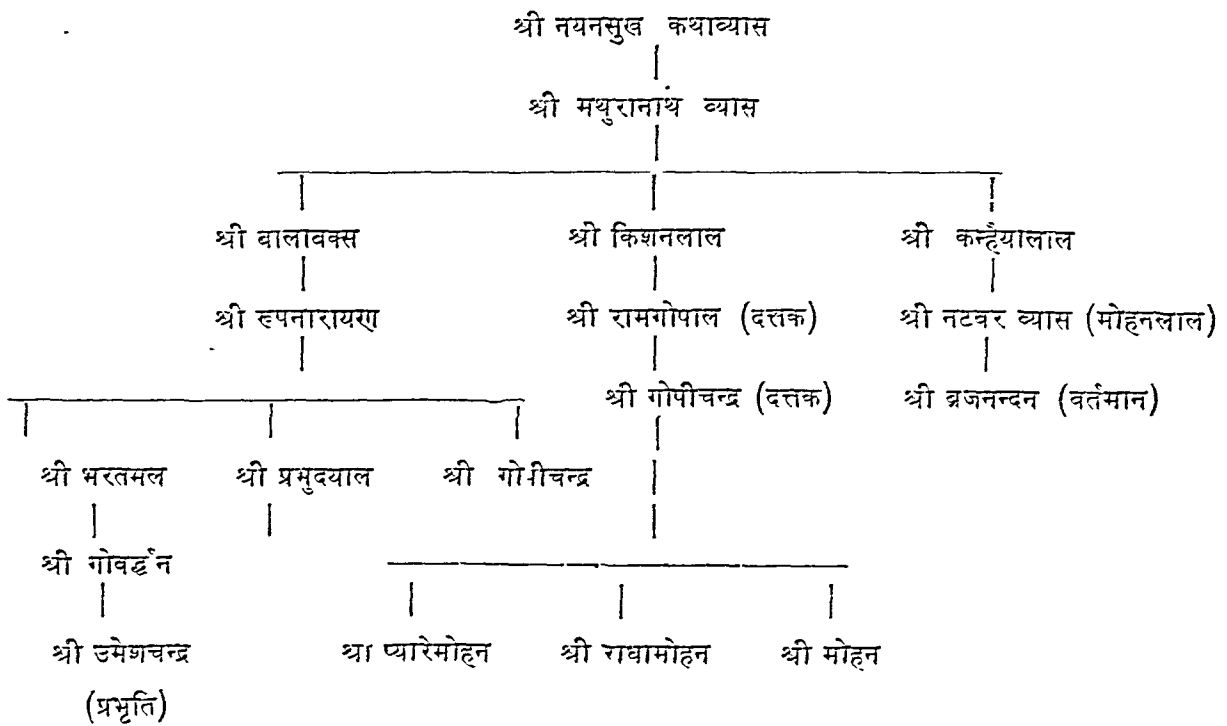 श्री नयनसुख कथाव्यास
श्री मथुरानाथ व्यास
श्री बालावक्स श्री किशनलाल श्री कन्हैयालाल
श्री रूपनारायण श्री रामगोपाल (दत्तक) श्री नटवर व्यास (मोहनलाल)
श्री गोपीचन्द्र (दत्तक) श्री व्रजनन्दन (वर्तमान)
श्री भरतमल श्री प्रभुदयाल श्री गोपीचन्द्र
श्री गोवर्द्धन
श्री उमेशचन्द्र श्री प्यारेमोहन श्री राधामोहन श्री मोहन
(प्रभृति)